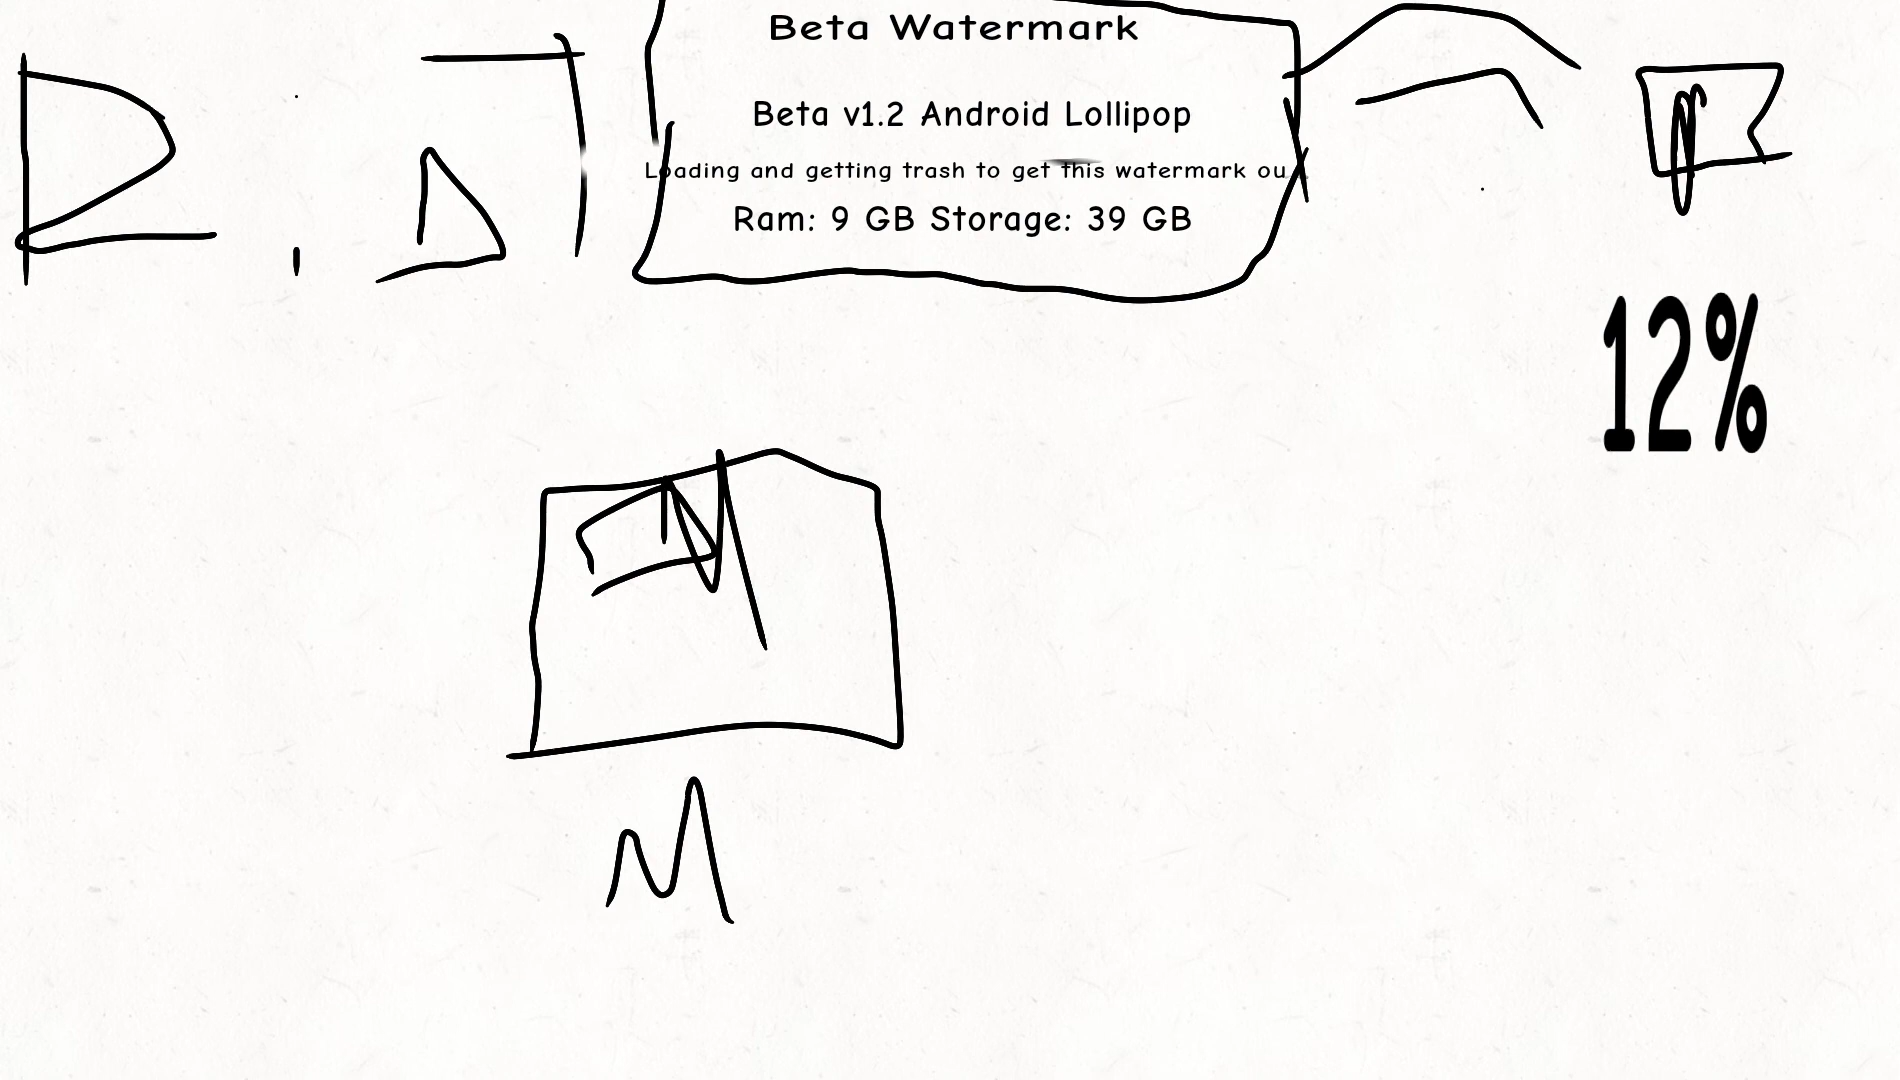 Beta Watermark
Beta v1.2 Android Lollipop
Loading and getting trash to get this watermark ou
Ram: 9 GB Storage: 39 GB
12%
M